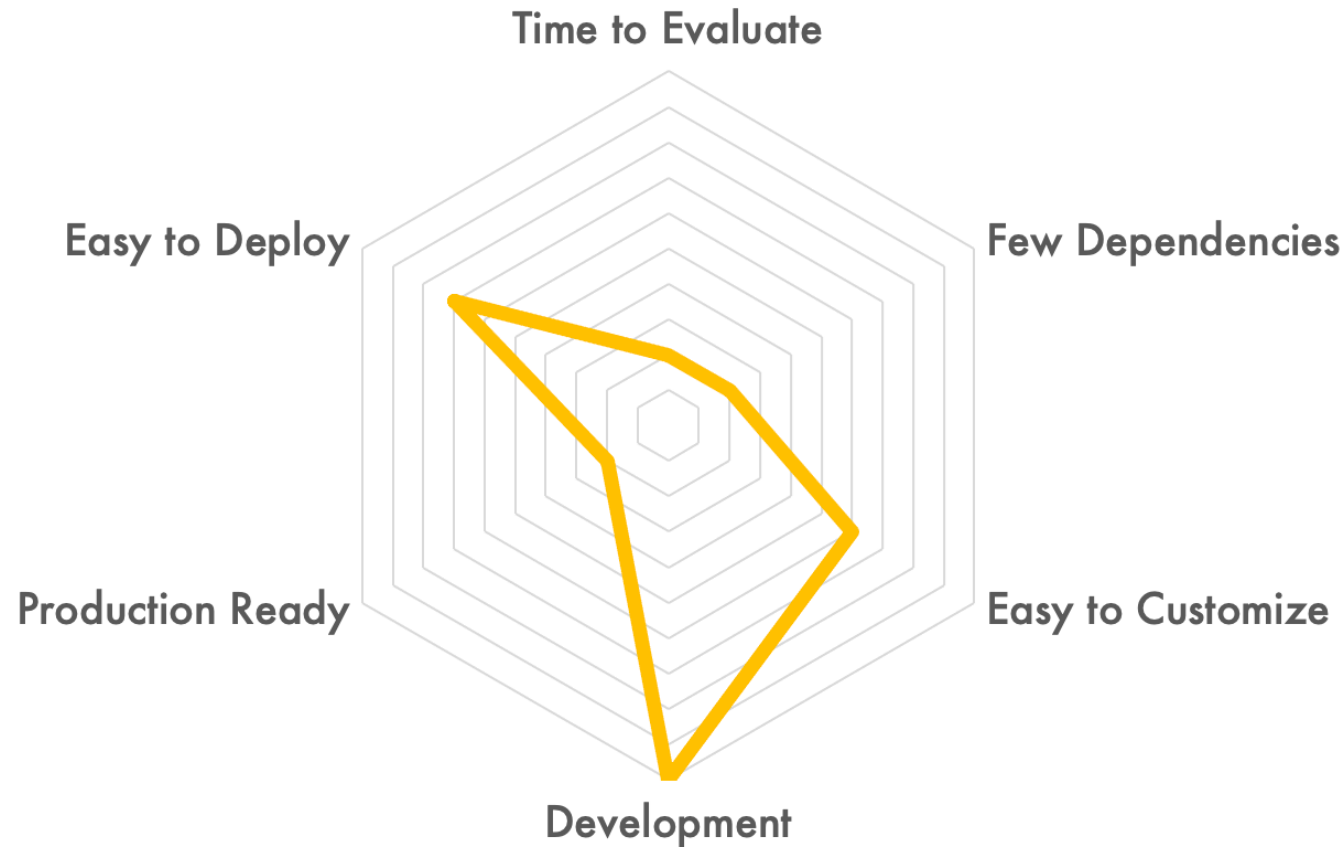 Time to Evaluate
Easy to Deploy
Few Dependencies
Production Ready
Easy to Customize
Development